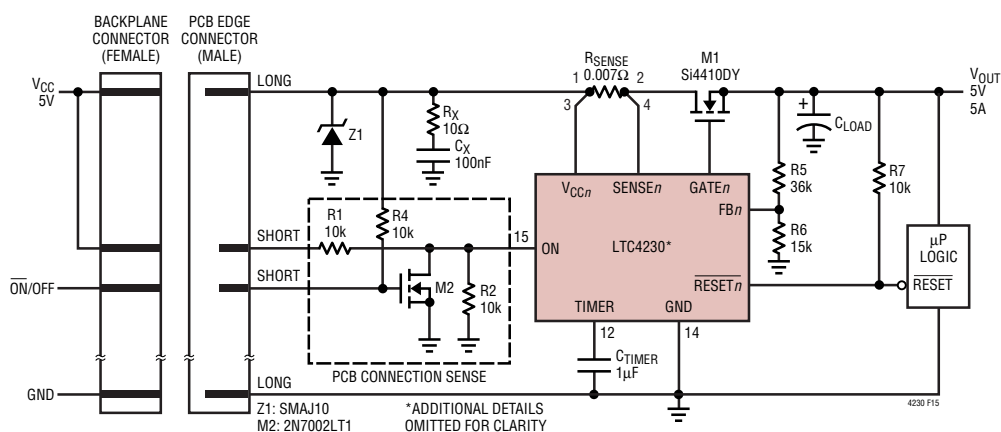 BACKPLANE
CONNECTOR
(FEMALE)
PCB EDGE
CONNECTOR
(MALE)
VCC
5V
LONG
Z1
RX
10Ω
CX
100nF
1
RSENSE
0.007Ω
2
3
4
M1
Si4410DY
VOUT
5V
5A
+
CLOAD
R5
36k
R7
10k
R6
15k
VCCn
SENSEn
GATEn
FBn
ON
LTC4230*
RESETn
TIMER
GND
15
12
14
SHORT
R1
10k
R4
10k
SHORT
M2
R2
10k
ON/OFF
PCB CONNECTION SENSE
CTIMER
1µF
µP
LOGIC
RESET
GND
LONG
Z1: SMAJ10
M2: 2N7002LT1
*ADDITIONAL DETAILS
OMITTED FOR CLARITY
4230 F15